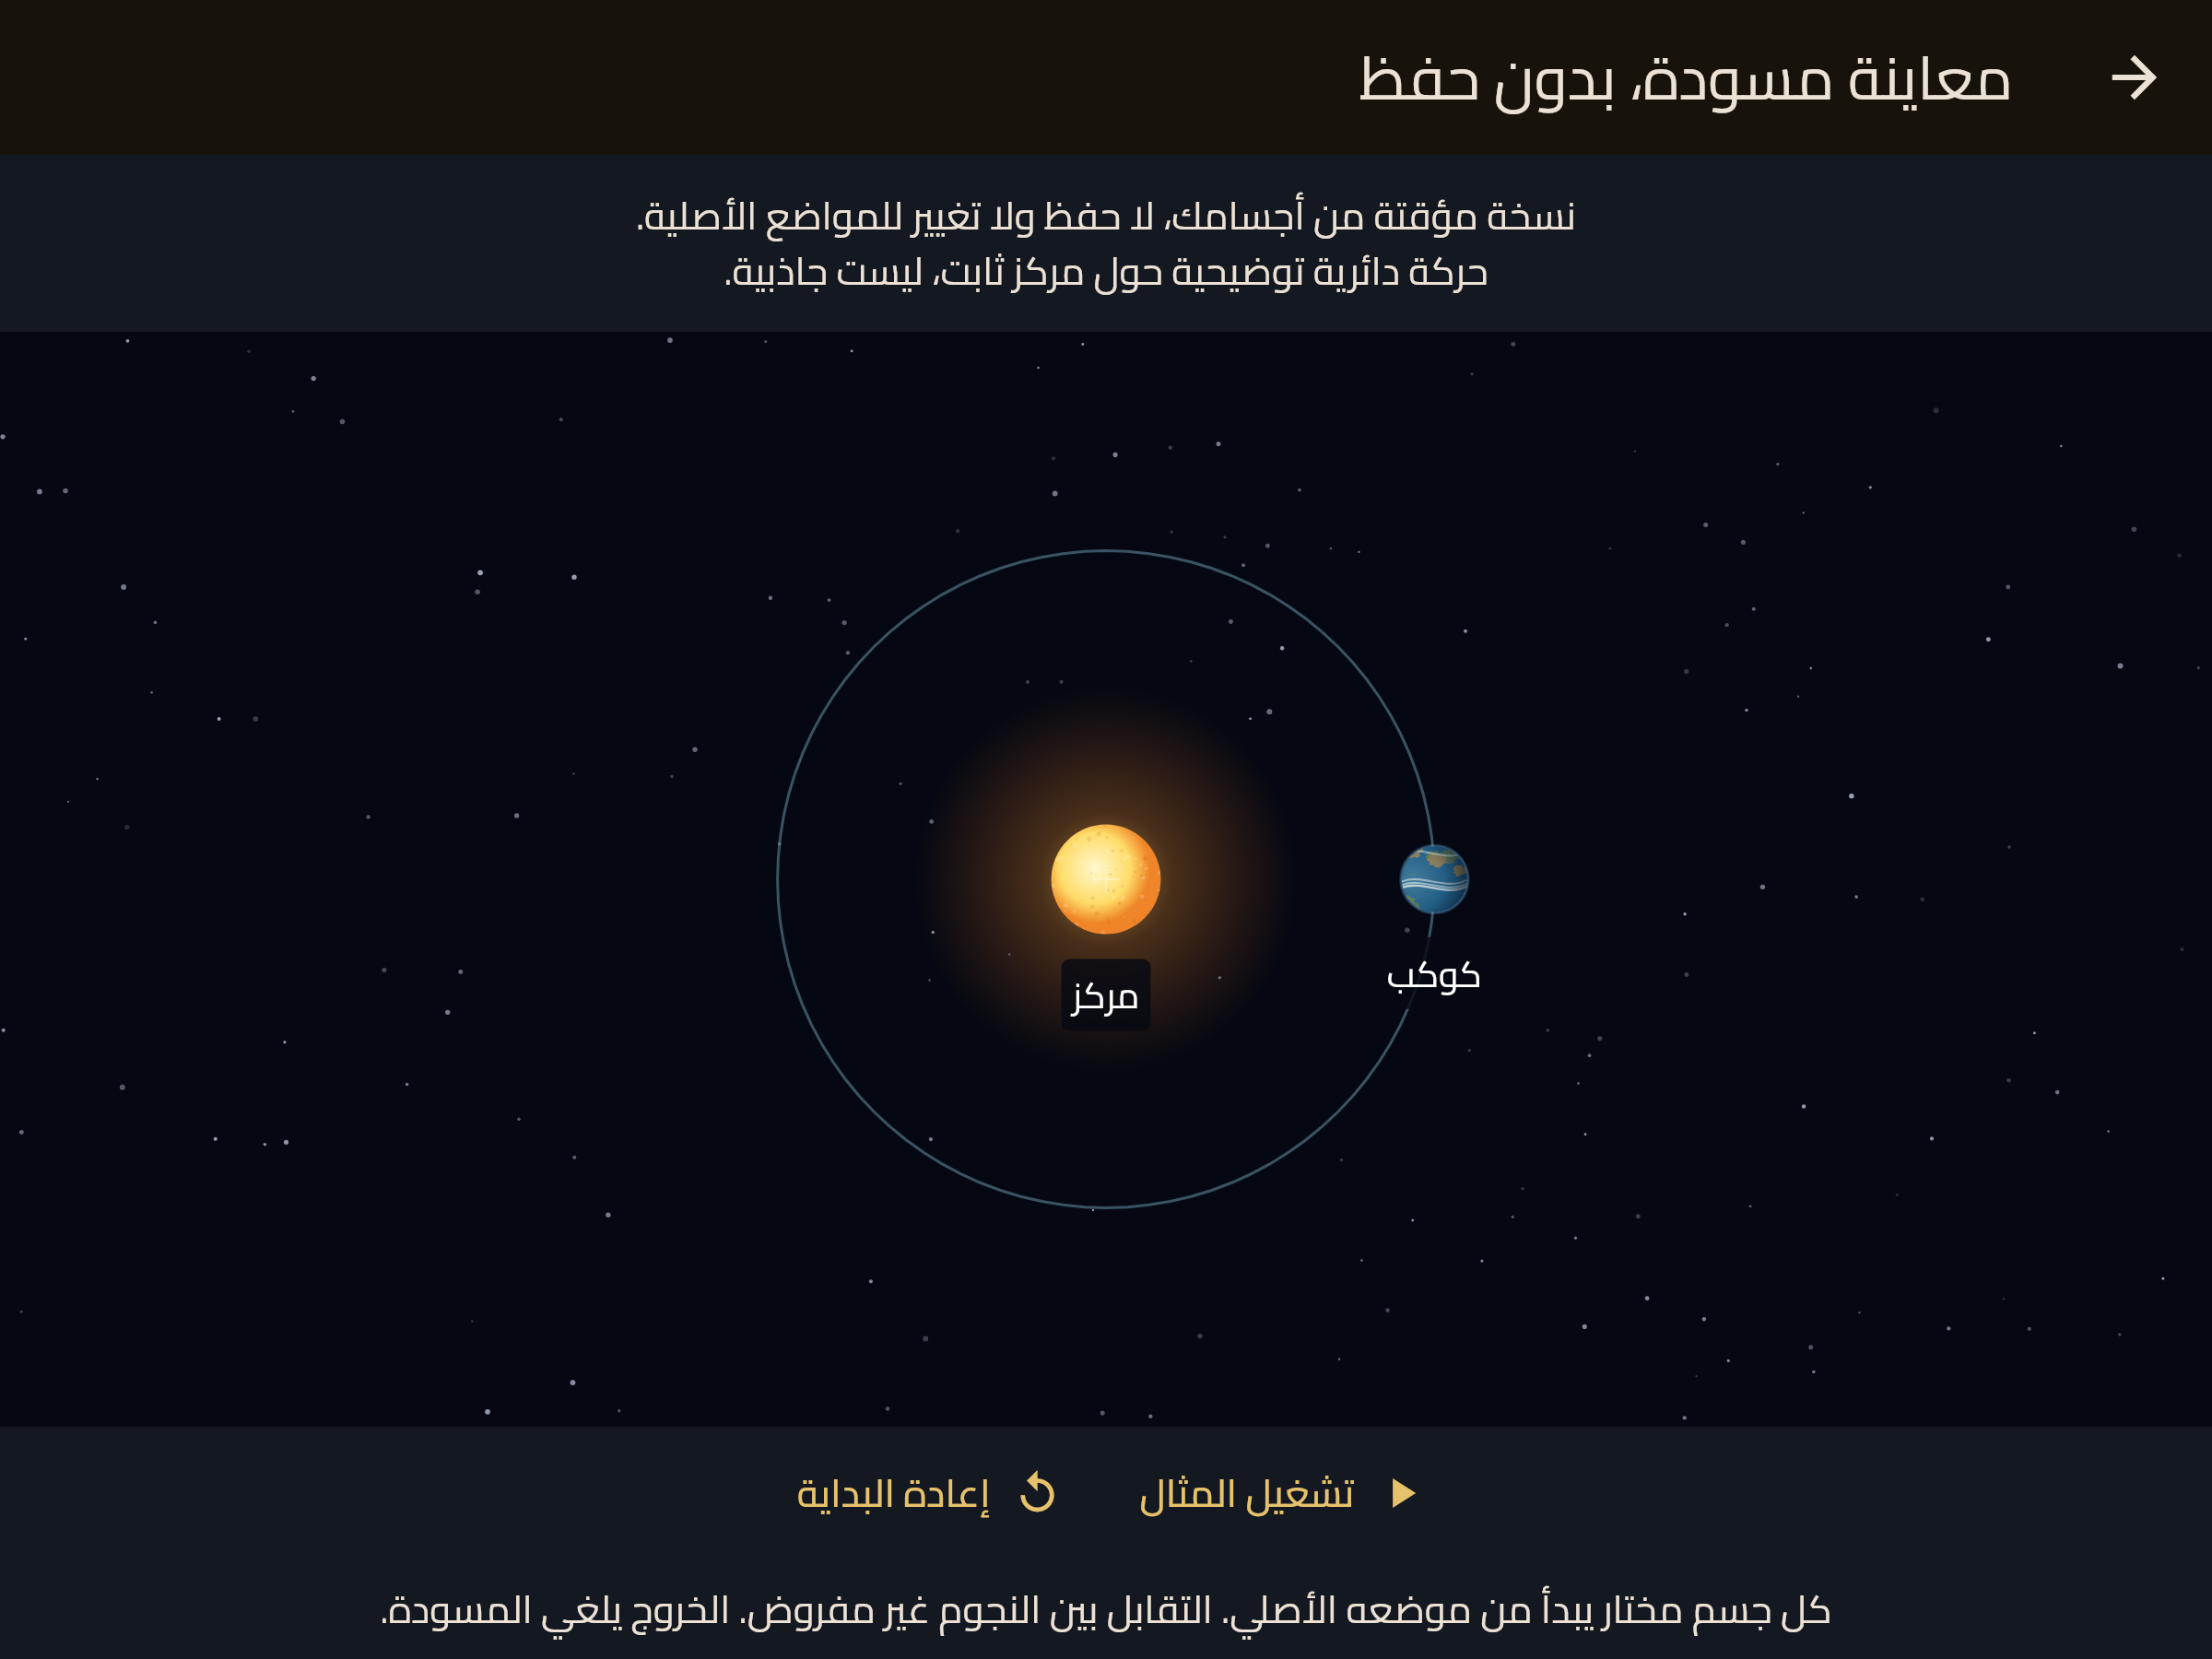 معاينة مسودة، بدون حفظ
نسخة مؤقتة من أجسامك، لا حفظ ولا تغيير للمواضع الأصلية.
حركة دائرية توضيحية حول مركز ثابت، ليست جاذبية.
كوكب
مركز
تشغيل المثال
إعادة البداية
كل جسم مختار يبدأ من موضعه الأصلي. التقابل بين النجوم غير مفروض. الخروج يلغي المسودة.